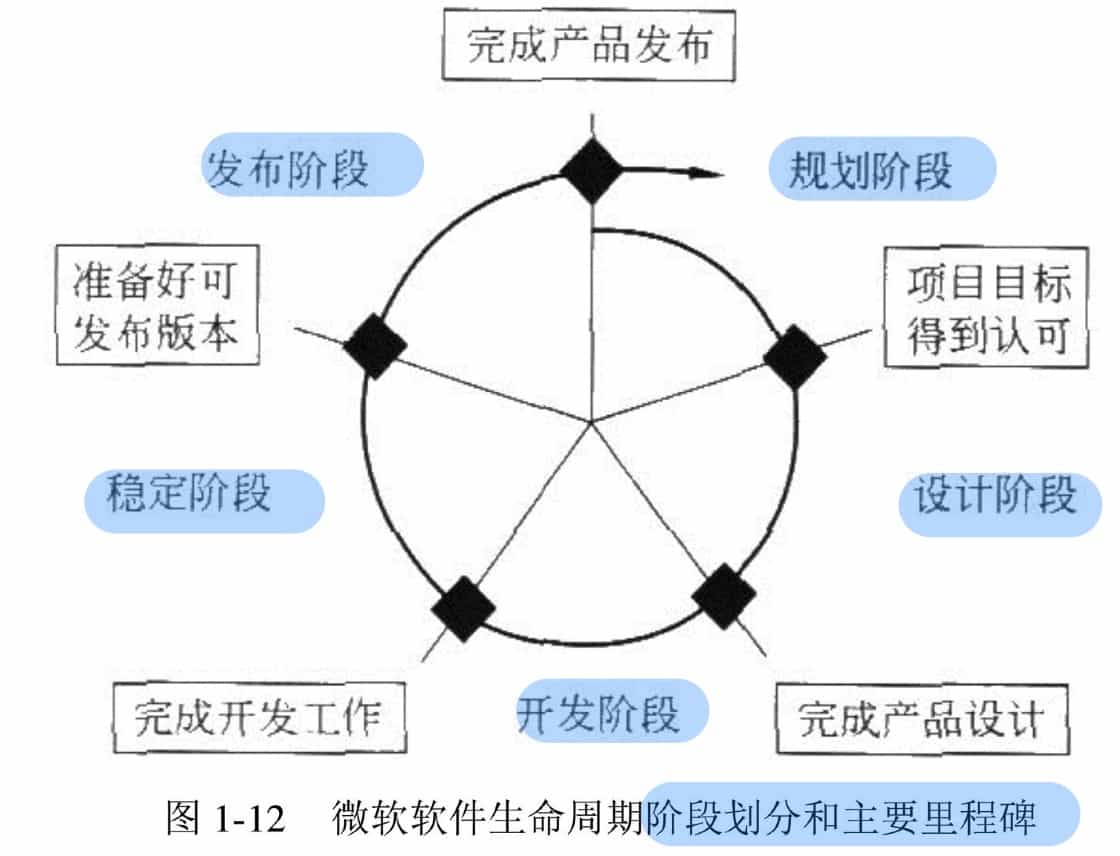 完成产品发布
发布阶段
规划阶段
准备好可
发布版本
项目目标
得到认可
稳定阶段
设计阶段
完成开发工作
开发阶段
完成产品设计
图 1-12 微软软件生命周期阶段划分和主要里程碑